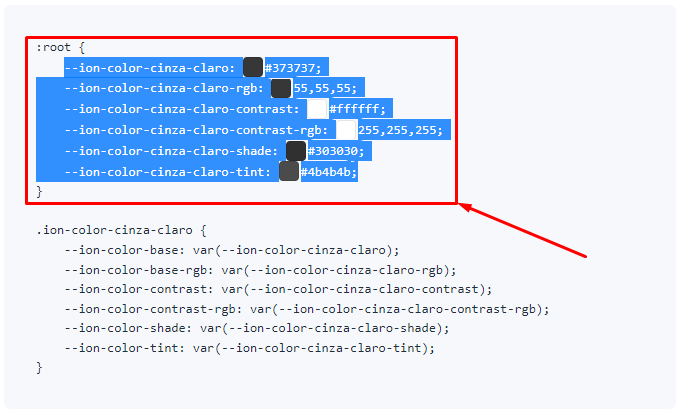 :root {
--ion-color-cinza-claro: #373737;
--ion-color-cinza-claro-rgb: 55,55,55;
--ion-color-cinza-claro-contrast: #ffffff;
--ion-color-cinza-claro-contrast-rgb: 255,255,255;
--ion-color-cinza-claro-shade: #303030;
--ion-color-cinza-claro-tint: #4b4b4b;
}
.ion-color-cinza-claro {
--ion-color-base: var(--ion-color-cinza-claro);
--ion-color-base-rgb: var(--ion-color-cinza-claro-rgb);
--ion-color-contrast: var(--ion-color-cinza-claro-contrast);
--ion-color-contrast-rgb: var(--ion-color-cinza-claro-contrast-rgb);
--ion-color-shade: var(--ion-color-cinza-claro-shade);
--ion-color-tint: var(--ion-color-cinza-claro-tint);
}